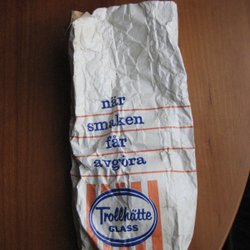 när
smaken
får
avgöra
Trollhätte
GLASS